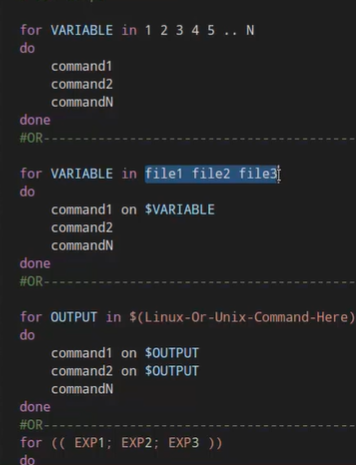 for VARIABLE in 1 2 3 4 5 .. N
do
    command1
    command2
    commandN
done
#OR----------------------------------------
for VARIABLE in file1 file2 file3
do
    command1 on $VARIABLE
    command2
    commandN
done
#OR----------------------------------------
for OUTPUT in $(Linux-Or-Unix-Command-Here)
do
    command1 on $OUTPUT
    command2 on $OUTPUT
    commandN
done
#OR----------------------------------------
for (( EXP1; EXP2; EXP3 ))
do